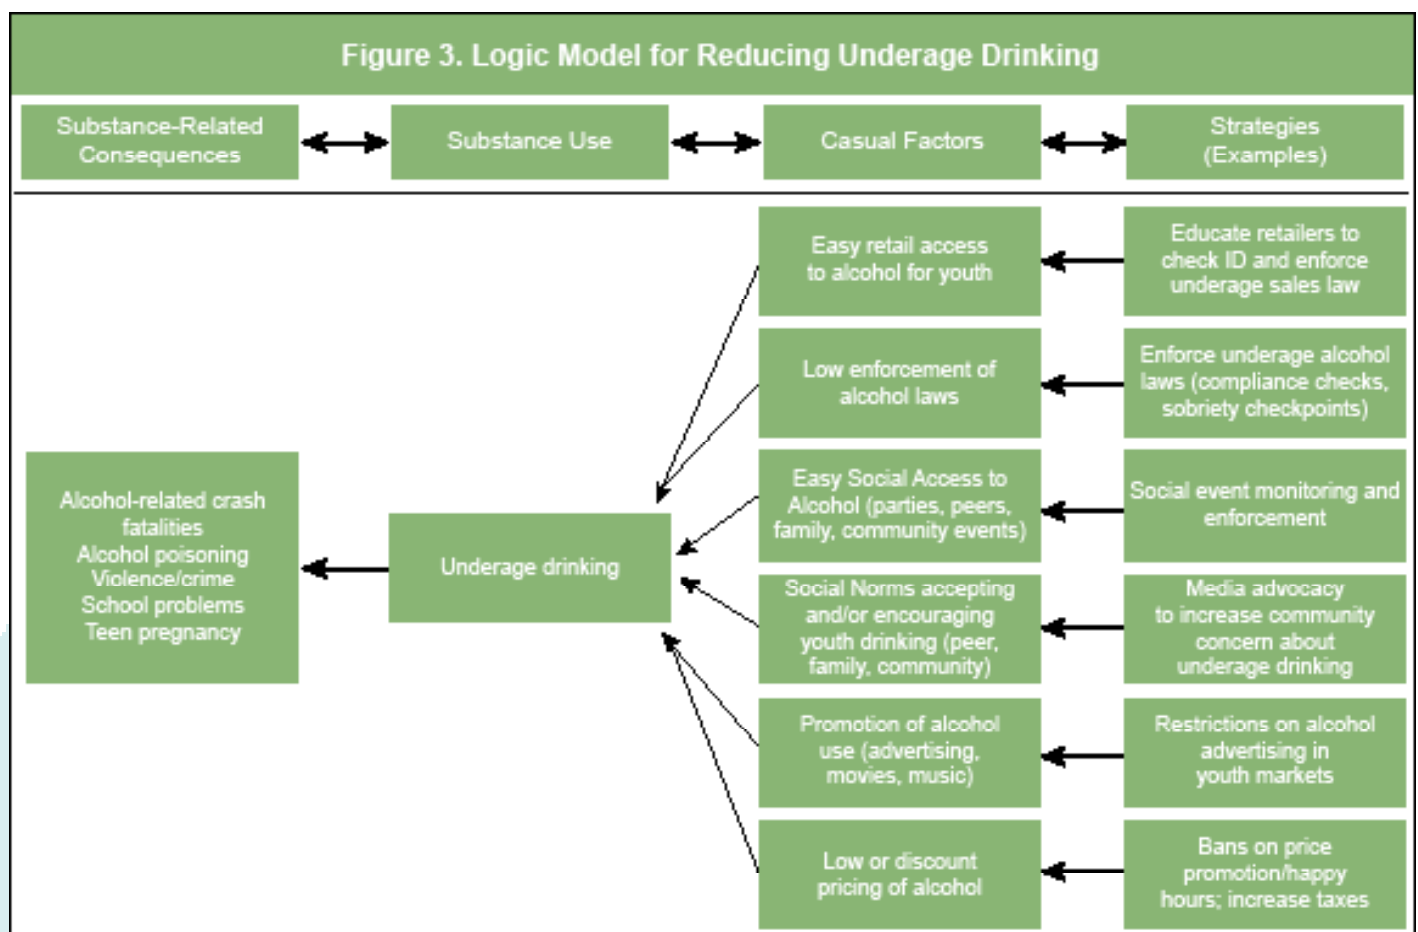 Figure 3. Logic Model for Reducing Underage Drinking
Substance-Related
Consequences
Substance Use
Casual Factors
Strategies
(Examples)
Easy retail access
to alcohol for youth
Educate retailers to
check ID and enforce
underage sales law
Low enforcement of
alcohol laws
Enforce underage alcohol
laws (compliance checks,
sobriety checkpoints)
Alcohol-related crash
fatalities
Alcohol poisoning
Violence/crime
School problems
Teen pregnancy
Underage drinking
Easy Social Access to
Alcohol (parties, peers,
family, community events)
Social event monitoring and
enforcement
Social Norms accepting
and/or encouraging
youth drinking (peer,
family, community)
Media advocacy
to increase community
concern about
underage drinking
Promotion of alcohol
use (advertising,
movies, music)
Restrictions on alcohol
advertising in
youth markets
Low or discount
pricing of alcohol
Bans on price
promotion/happy
hours; increase taxes